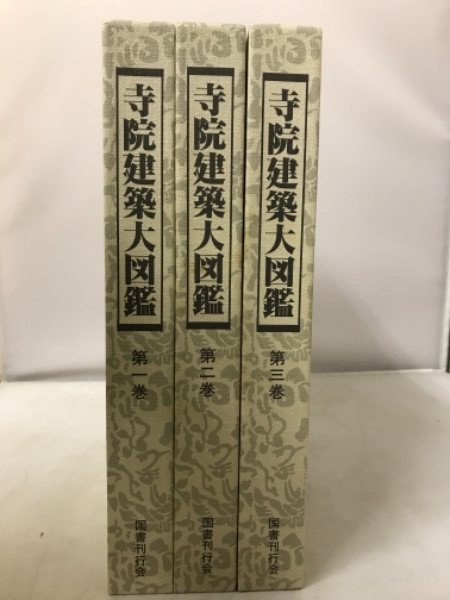 寺院建築大図鑑
第一巻
国書刊行会
寺院建築大図鑑
第二巻
国書刊行会
寺院建築大図鑑
第三巻
国書刊行会